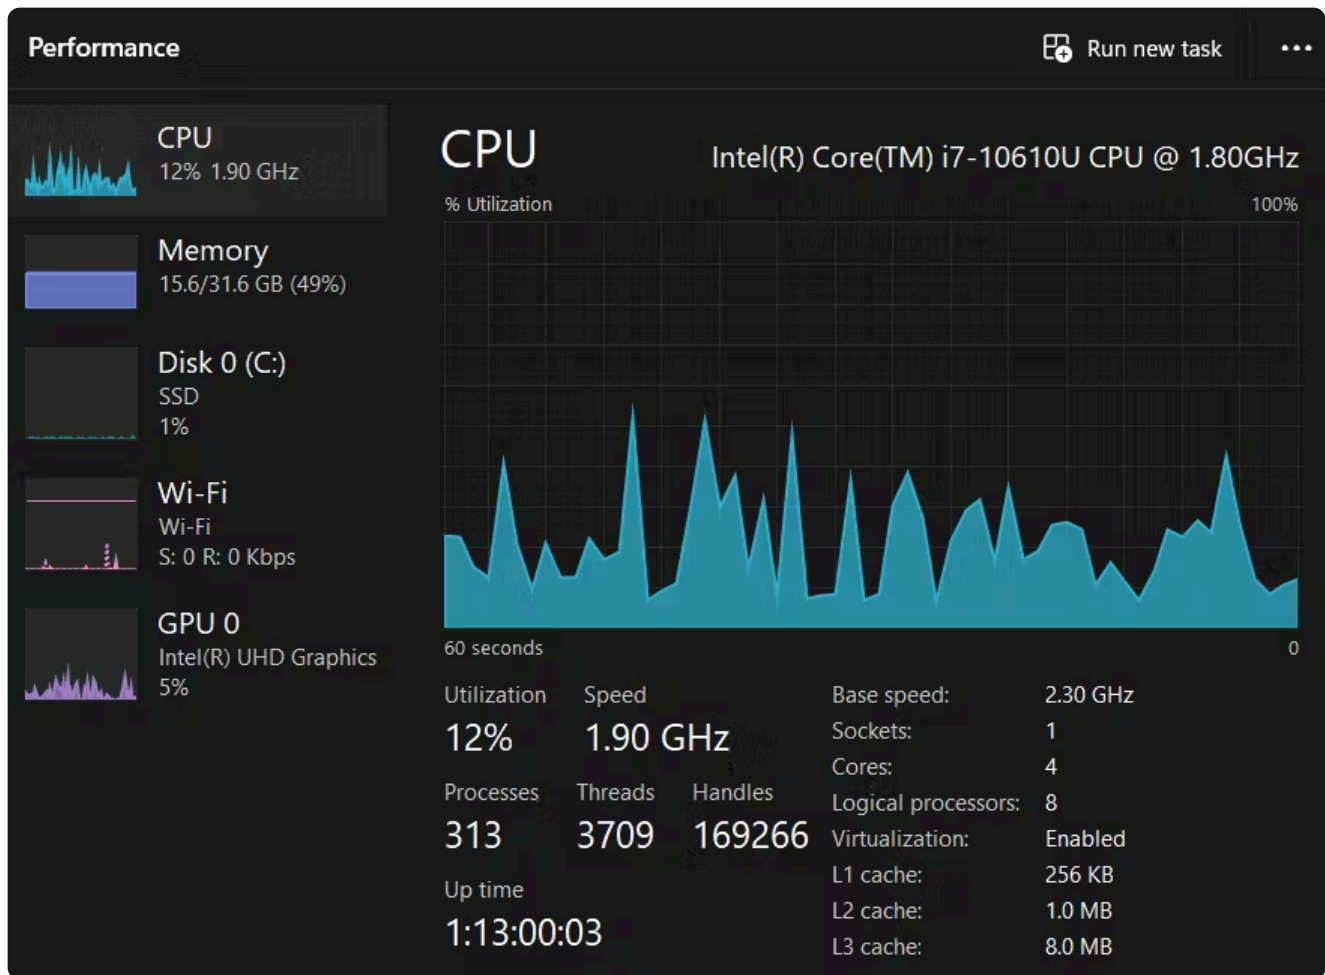 Performance
Run new task
CPU
12% 1.90 GHz
Memory
15.6/31.6 GB (49%)
Disk 0 (C:)
SSD
1%
Wi-Fi
Wi-Fi
S: 0 R: 0 Kbps
GPU 0
Intel(R) UHD Graphics
5%
CPU
Intel(R) Core(TM) i7-10610U CPU @ 1.80GHz
% Utilization
100%
60 seconds
0
Utilization
12%
Speed
1.90 GHz
Processes
313
Threads
3709
Handles
169266
Up time
1:13:00:03
Base speed: 2.30 GHz
Sockets: 1
Cores: 4
Logical processors: 8
Virtualization: Enabled
L1 cache: 256 KB
L2 cache: 1.0 MB
L3 cache: 8.0 MB